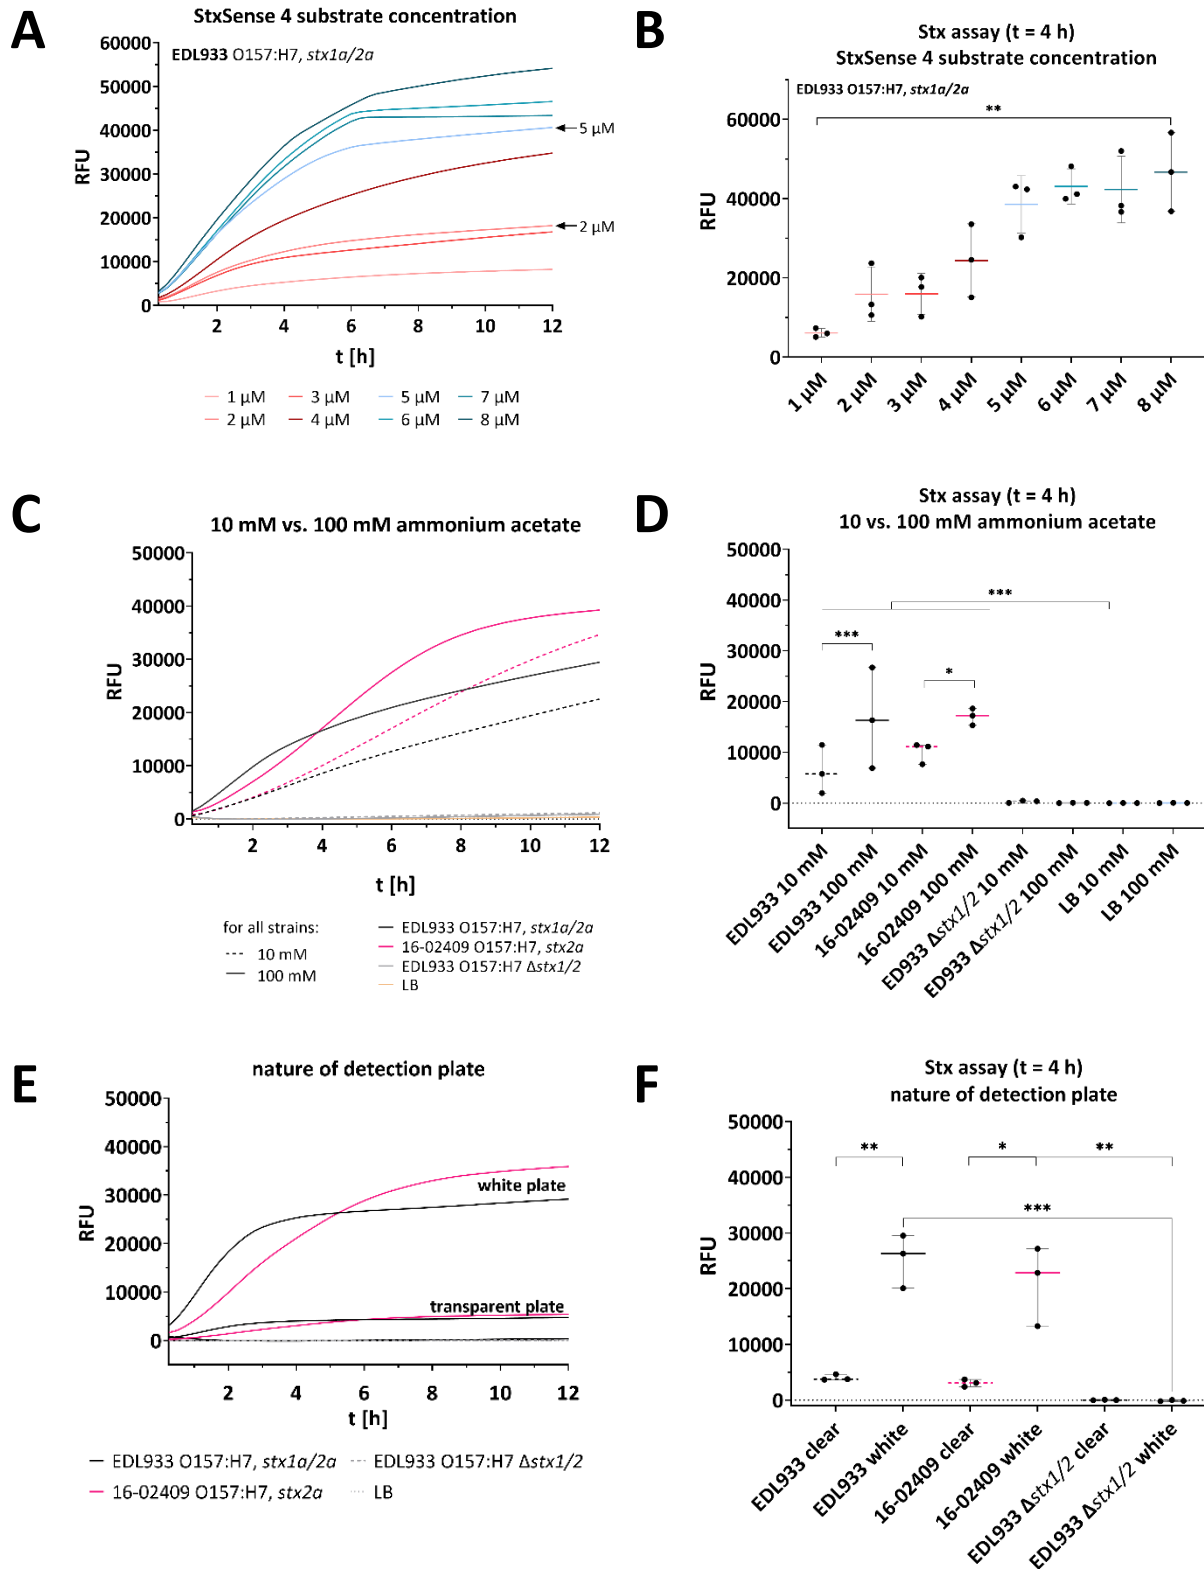 A
StxSense 4 substrate concentration
EDL933 O157:H7, stx1a/2a
RFU
60000
50000
40000
30000
20000
10000
0
5 µM
2 µM
2 4 6 8 10 12
t [h]
1 µM 3 µM 5 µM 7 µM
2 µM 4 µM 6 µM 8 µM
B
Stx assay (t = 4 h)
StxSense 4 substrate concentration
EDL933 O157:H7, stx1a/2a
**
RFU
60000
40000
20000
0
1 µM 2 µM 3 µM 4 µM 5 µM 6 µM 7 µM 8 µM
C
10 mM vs. 100 mM ammonium acetate
RFU
50000
40000
30000
20000
10000
0
2 4 6 8 10 12
t [h]
for all strains:
10 mM
100 mM
EDL933 O157:H7, stx1a/2a
16-02409 O157:H7, stx2a
EDL933 O157:H7 Δstx1/2
LB
D
Stx assay (t = 4 h)
10 vs. 100 mM ammonium acetate
RFU
50000
40000
30000
20000
10000
0
***
***
*
EDL933 10 mM
EDL933 100 mM
16-02409 10 mM
16-02409 100 mM
ED933 Δstx1/2 10 mM
ED933 Δstx1/2 100 mM
LB 10 mM
LB 100 mM
E
nature of detection plate
RFU
50000
40000
30000
20000
10000
0
white plate
transparent plate
2 4 6 8 10 12
t [h]
EDL933 O157:H7, stx1a/2a EDL933 O157:H7 Δstx1/2
16-02409 O157:H7, stx2a LB
F
Stx assay (t = 4 h)
nature of detection plate
RFU
50000
40000
30000
20000
10000
0
** * **
***
EDL933 clear
EDL933 white
16-02409 clear
16-02409 white
EDL933 Δstx1/2 clear
EDL933 Δstx1/2 white